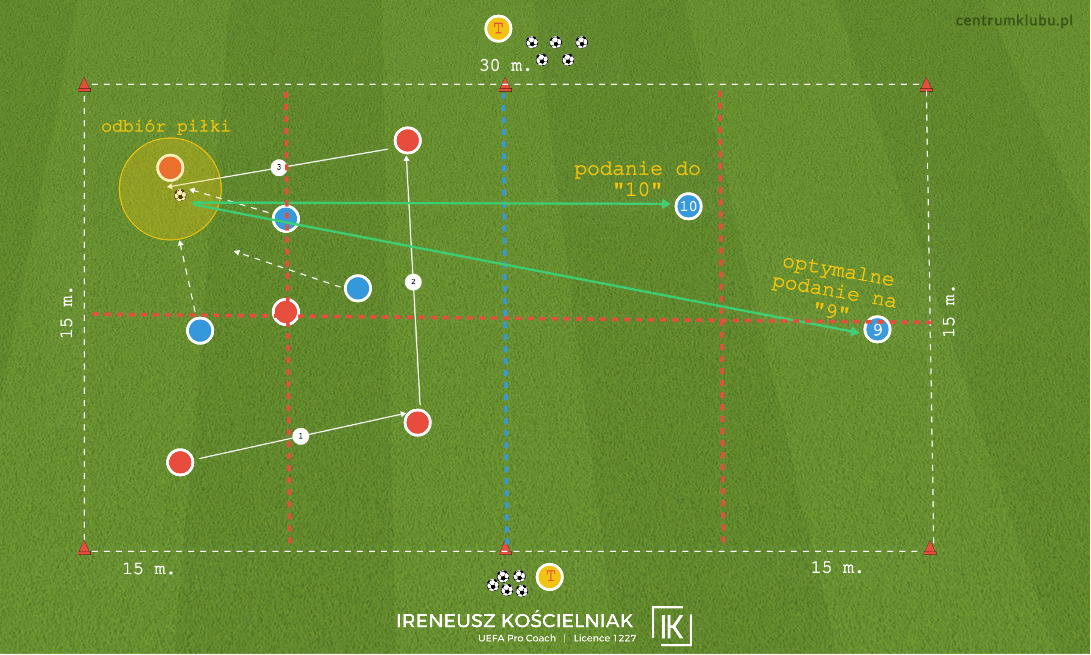 centrumklubu.pl
T
30 m.
odbiór piłki
3
podanie do
"10"
10
optymalne
podanie na
"9"
9
2
15 m.
15 m.
1
15 m.
15 m.
T
IRENEUSZ KOŚCIELNIAK
UEFA Pro Coach | Licence 1227
IK